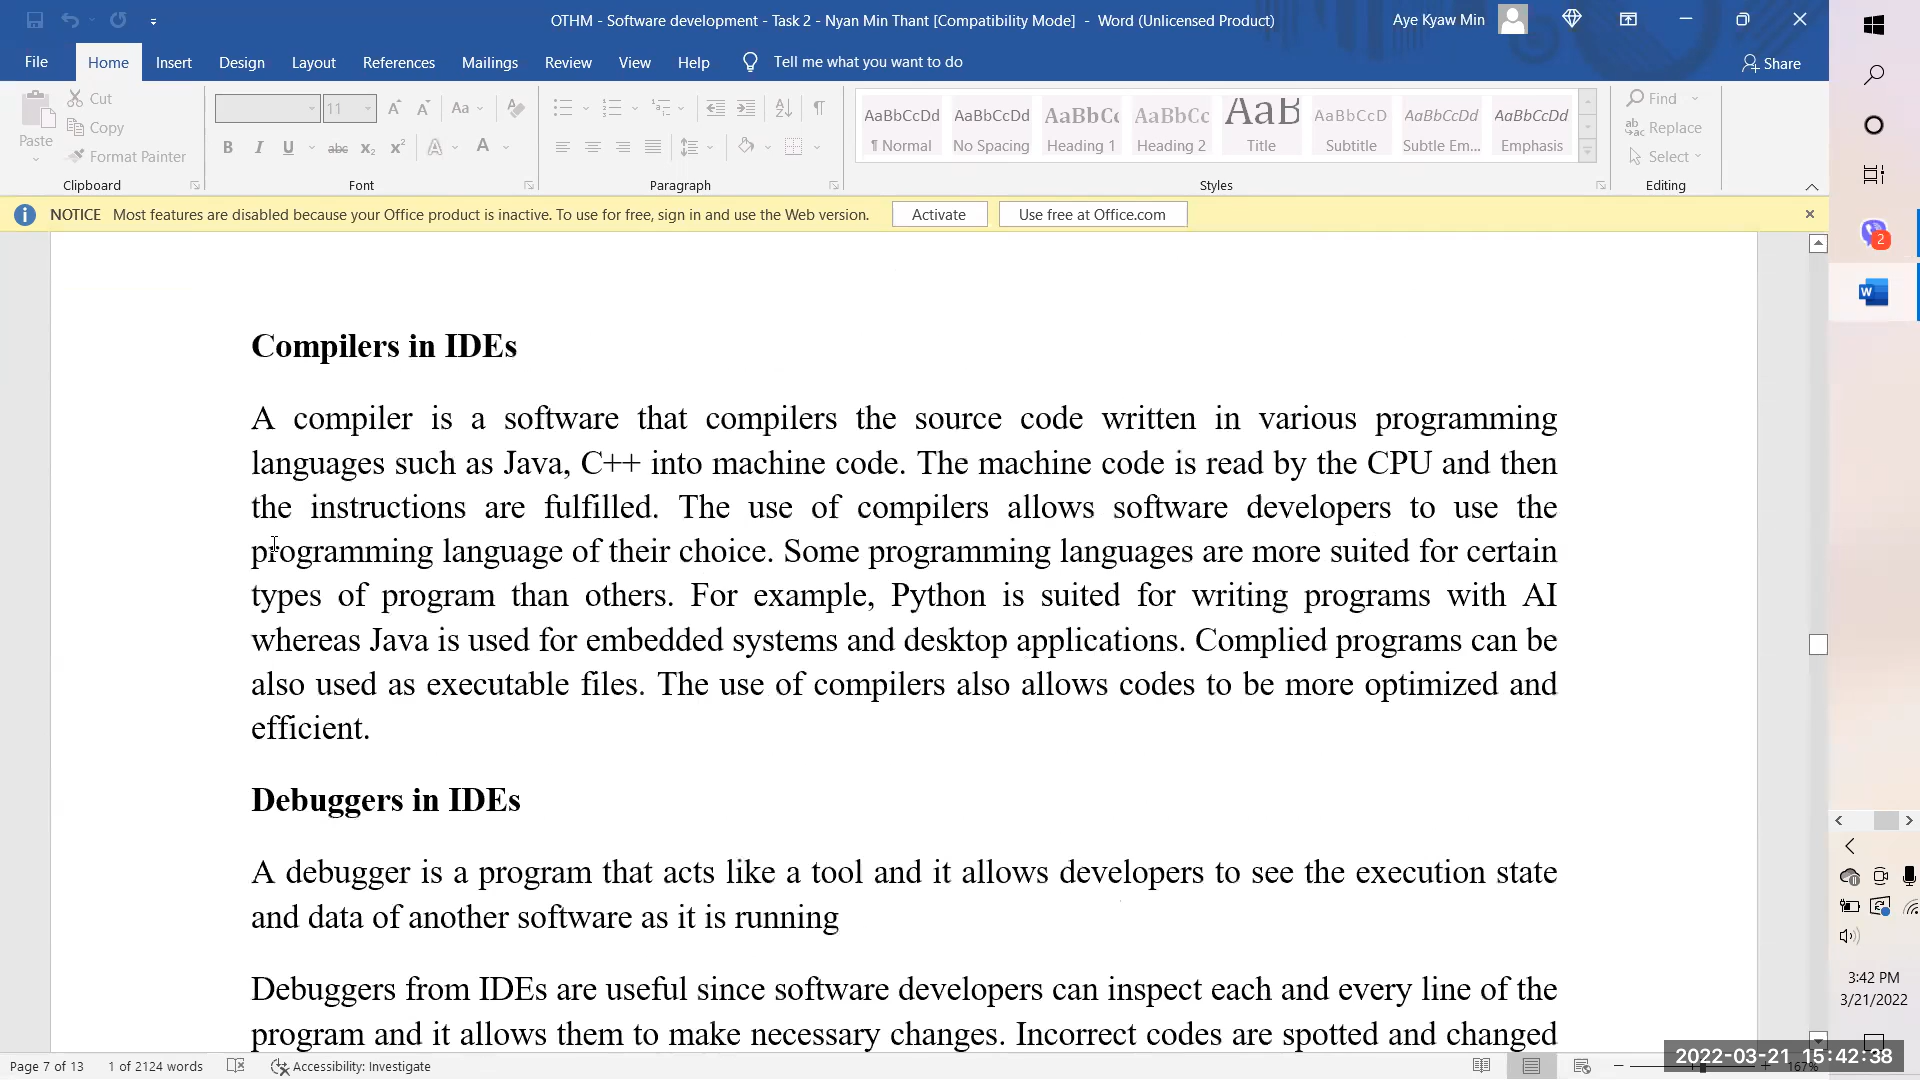 OTHM - Software development - Task 2 - Nyan Min Thant [Compatibility Mode] - Word (Unlicensed Product)
Aye Kyaw Min
File Home Insert Design Layout References Mailings Review View Help Tell me what you want to do Share
Paste
Cut
Copy
Format Painter
Clipboard
11
Aa
B I U abc x₂ x² A A
Font
Paragraph
AaBbCcDd AaBbCcDd AaBbCc AaBbCc AaB AaBbCcD AaBbCcDd AaBbCcDd
¶ Normal No Spacing Heading 1 Heading 2 Title Subtitle Subtle Em... Emphasis
Styles
Find
Replace
Select
Editing
NOTICE Most features are disabled because your Office product is inactive. To use for free, sign in and use the Web version. Activate Use free at Office.com
2
W
Compilers in IDEs
A compiler is a software that compilers the source code written in various programming
languages such as Java, C++ into machine code. The machine code is read by the CPU and then
the instructions are fulfilled. The use of compilers allows software developers to use the
programming language of their choice. Some programming languages are more suited for certain
types of program than others. For example, Python is suited for writing programs with AI
whereas Java is used for embedded systems and desktop applications. Complied programs can be
also used as executable files. The use of compilers also allows codes to be more optimized and
efficient.
Debuggers in IDEs
A debugger is a program that acts like a tool and it allows developers to see the execution state
and data of another software as it is running
Debuggers from IDEs are useful since software developers can inspect each and every line of the
program and it allows them to make necessary changes. Incorrect codes are spotted and changed
3:42 PM
3/21/2022
Page 7 of 13 1 of 2124 words Accessibility: Investigate
167%
2022-03-21 15:42:38